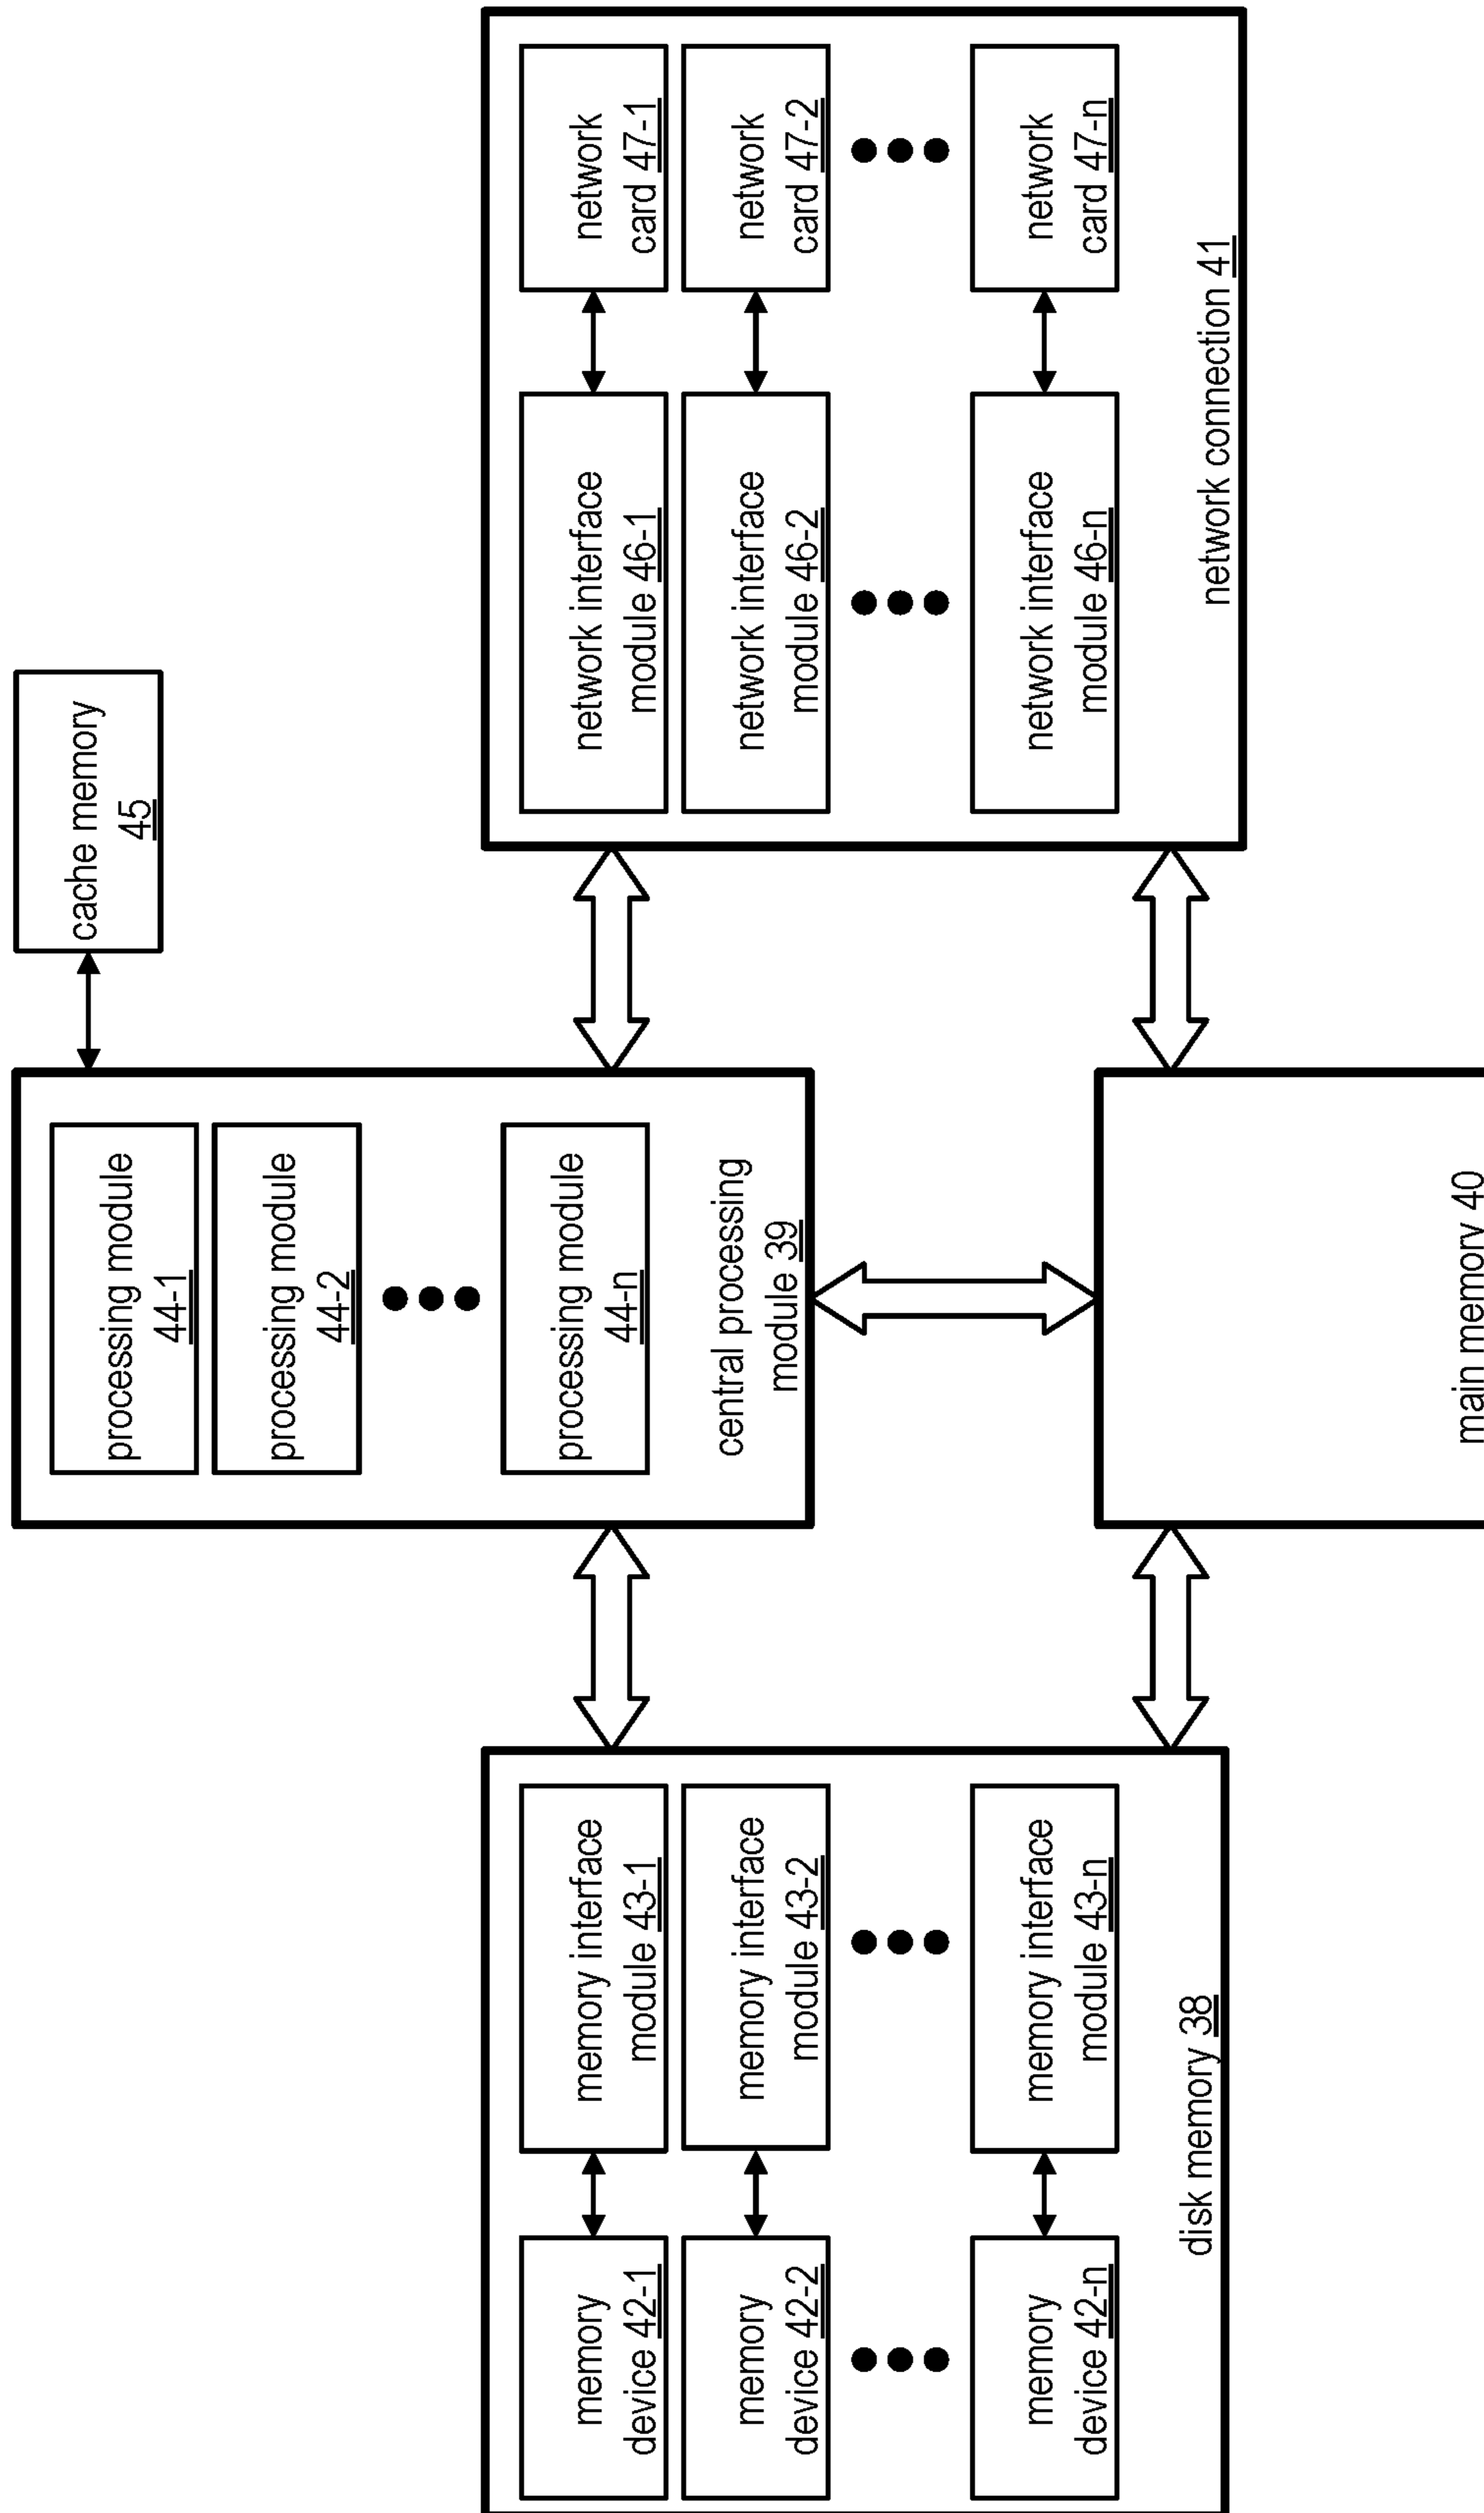 processing module
44-1
processing module
44-2
processing module
44-n
central processing
module 39
cache memory
45
memory
device 42-1
memory interface
module 43-1
memory
device 42-2
memory interface
module 43-2
memory
device 42-n
memory interface
module 43-n
disk memory 38
network interface
module 46-1
network
card 47-1
network interface
module 46-2
network
card 47-2
network interface
module 46-n
network
card 47-n
network connection 41
main memory 40